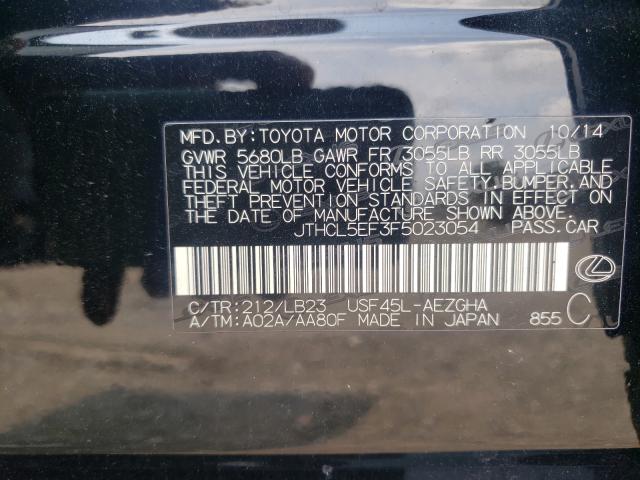 MFD.BY:TOYOTA MOTOR CORPORATION 10/14
GVWR 5680LB GAWR FR 3055LB RR 3055LB
THIS VEHICLE CONFORMS TO ALL APPLICABLE
FEDERAL MOTOR VEHICLE SAFETY,BUMPER,AND
THEFT PREVENTION STANDARDS IN EFFECT ON
THE DATE OF MANUFACTURE SHOWN ABOVE.
JTHCL5EF3F5023054 PASS.CAR
C/TR:212/LB23 USF45L-AEZGHA
A/TM:A02A/AA80F MADE IN JAPAN 855 C